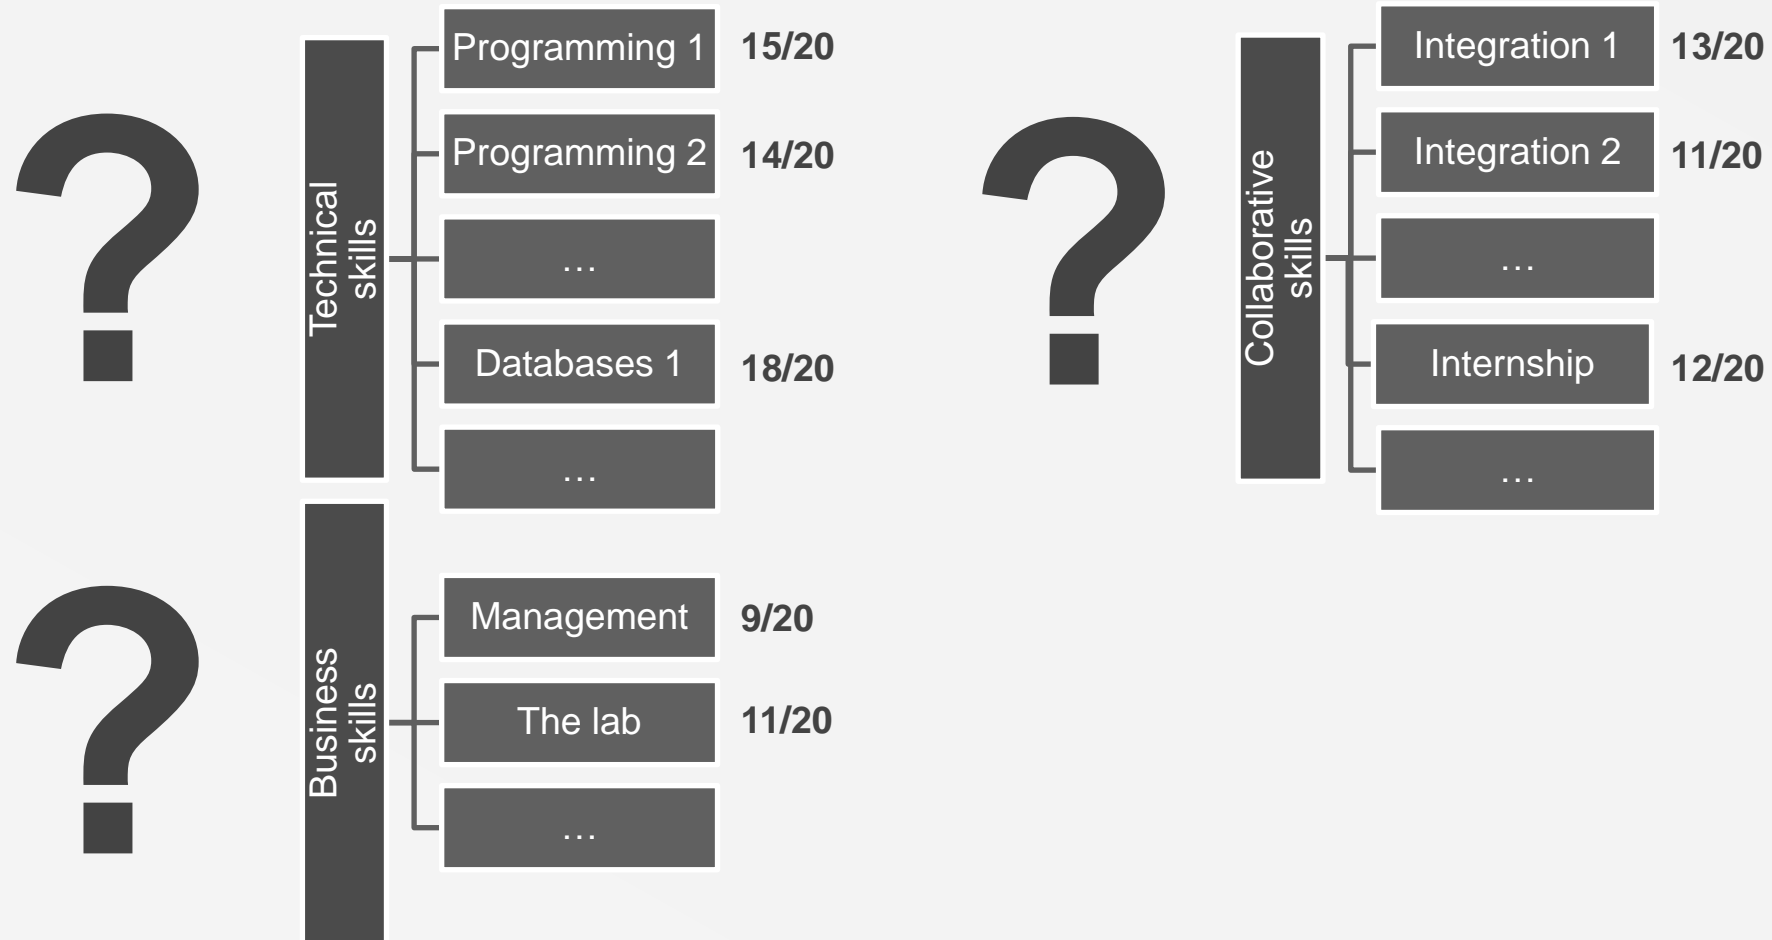 ?
Technical
skills
Programming 1
15/20
Programming 2
14/20
...
Databases 1
18/20
...
?
Business
skills
Management
9/20
The lab
11/20
...
?
Collaborative
skills
Integration 1
13/20
Integration 2
11/20
...
Internship
12/20
...